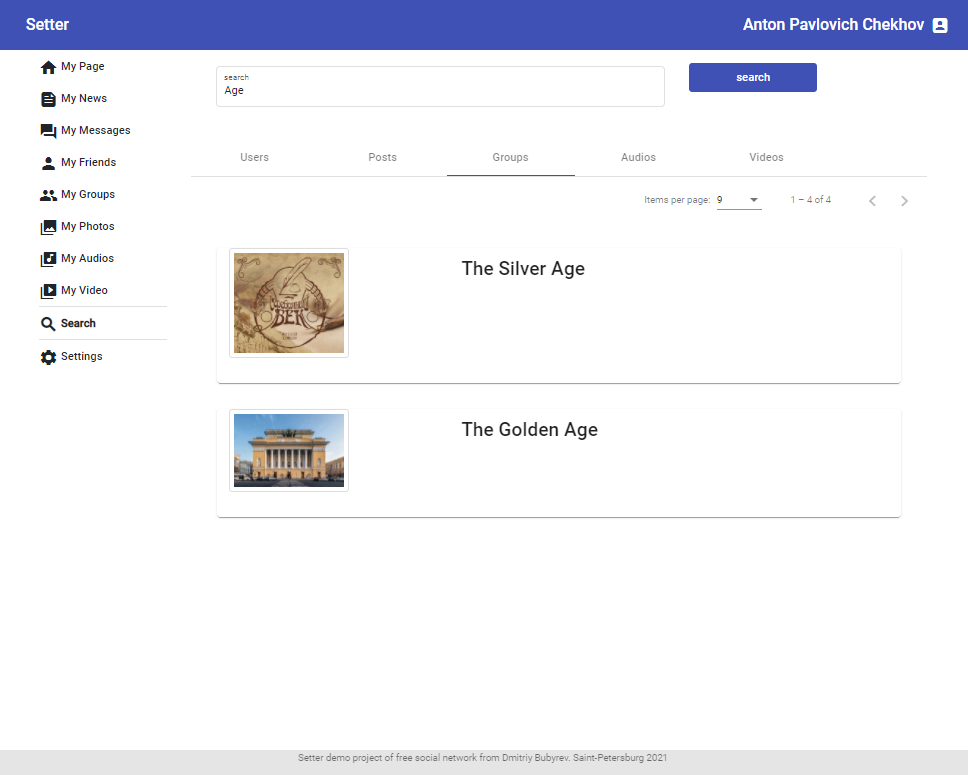 Setter
Anton Pavlovich Chekhov
My Page
My News
My Messages
My Friends
My Groups
My Photos
My Audios
My Video
Search
Settings
search
Age
search
Users Posts Groups Audios Videos
Items per page: 9 1 – 4 of 4
The Silver Age
ВЕК
The Golden Age
Setter demo project of free social network from Dmitriy Bubyrev. Saint-Petersburg 2021